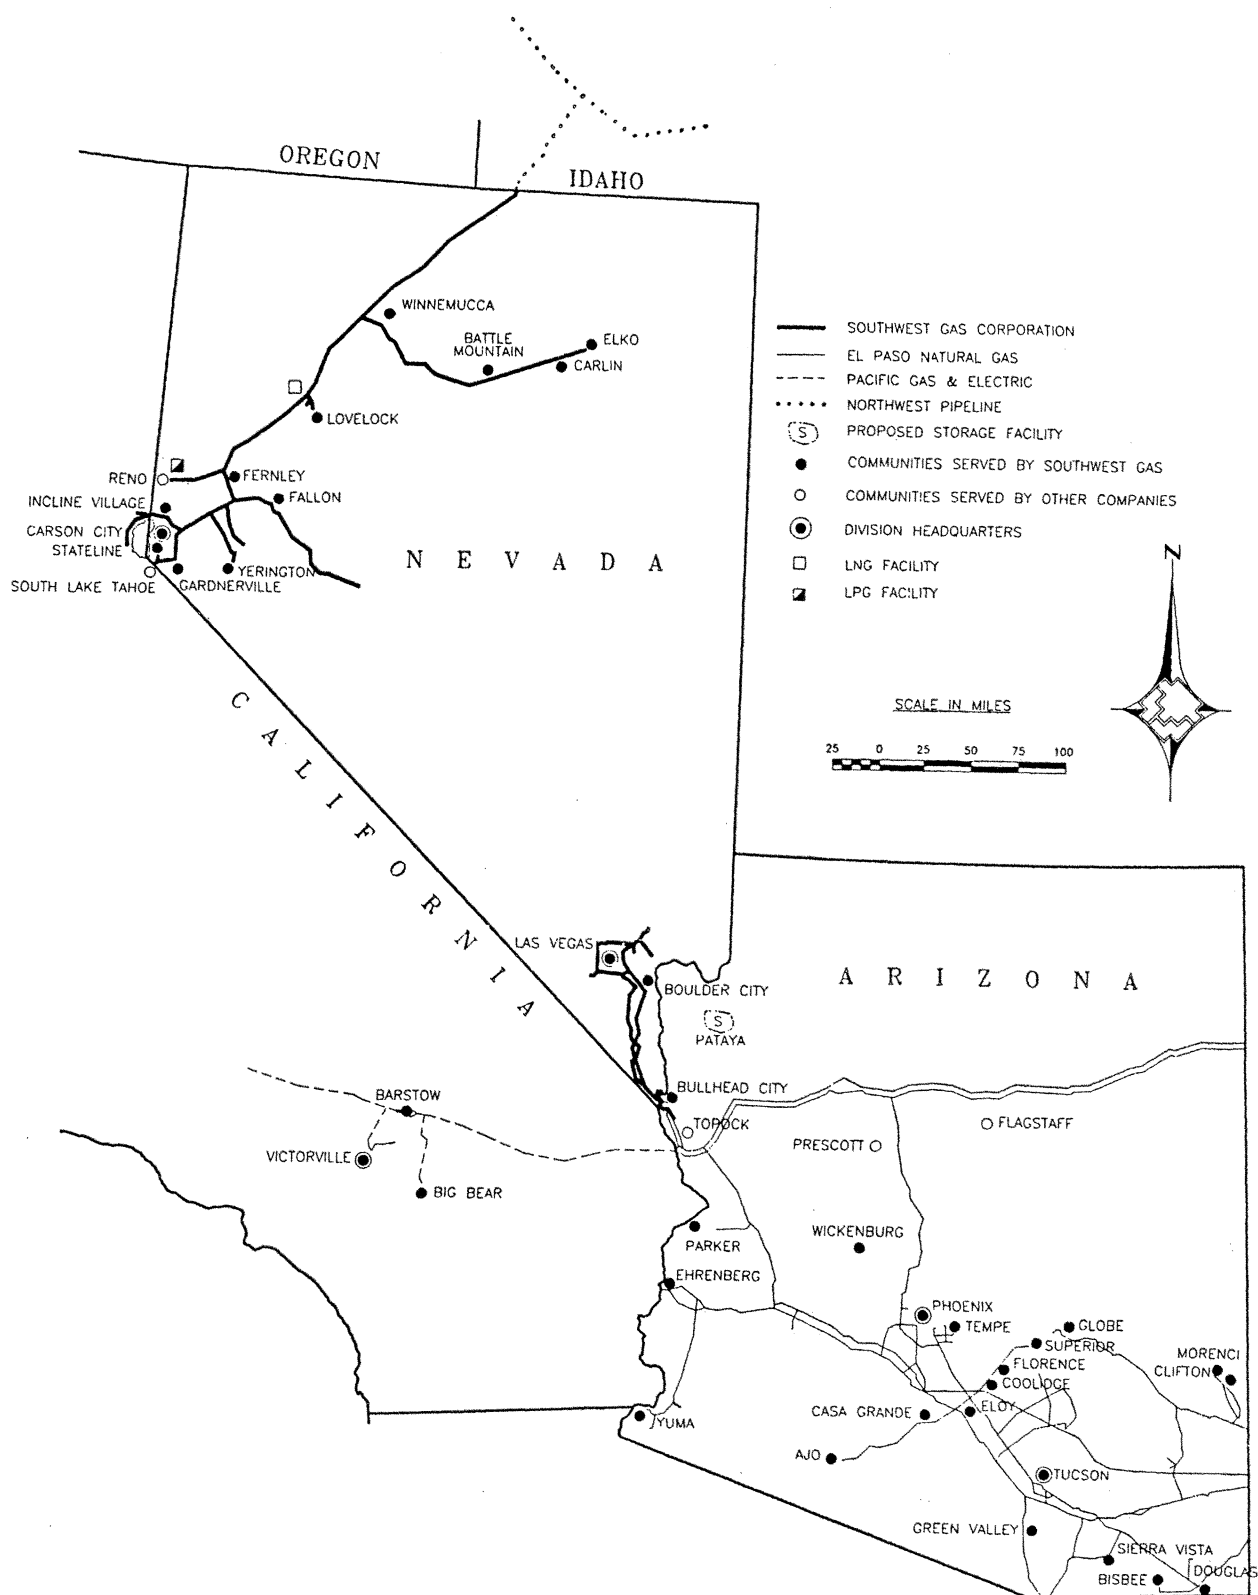 OREGON
IDAHO
WINNEMUCCA
BATTLE
MOUNTAIN
ELKO
CARLIN
LOVELOCK
RENO
FERNLEY
INCLINE VILLAGE
FALLON
CARSON CITY
STATELINE
YERINGTON
SOUTH LAKE TAHOE
GARDNERVILLE
NEVADA
SOUTHWEST GAS CORPORATION
EL PASO NATURAL GAS
PACIFIC GAS & ELECTRIC
NORTHWEST PIPELINE
S PROPOSED STORAGE FACILITY
COMMUNITIES SERVED BY SOUTHWEST GAS
COMMUNITIES SERVED BY OTHER COMPANIES
DIVISION HEADQUARTERS
LNG FACILITY
LPG FACILITY
N
SCALE IN MILES
25 0 25 50 75 100
CALIFORNIA
LAS VEGAS
BOULDER CITY
S
PATAYA
ARIZONA
BULLHEAD CITY
TOPOCK
BARSTOW
VICTORVILLE
BIG BEAR
PRESCOTT
FLAGSTAFF
PARKER
WICKENBURG
EHRENBERG
PHOENIX
TEMPE
GLOBE
SUPERIOR
MORENCI
CLIFTON
FLORENCE
COOLIDGE
CASA GRANDE
ELOY
YUMA
AJO
TUCSON
GREEN VALLEY
SIERRA VISTA
BISBEE
DOUGLAS